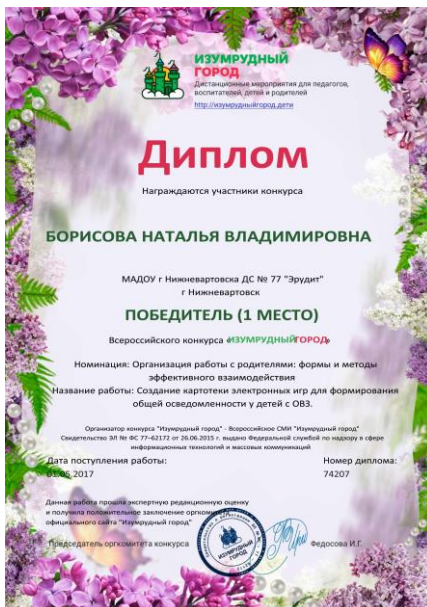 ИЗУМРУДНЫЙ
ГОРОД
Дистанционные мероприятия для педагогов,
воспитателей, детей и родителей
http://изумрудныйгород.дети
Диплом
Награждаются участники конкурса
БОРИСОВА НАТАЛЬЯ ВЛАДИМИРОВНА
МАДОУ г Нижневартовска ДС № 77 "Эрудит"
г Нижневартовск
ПОБЕДИТЕЛЬ (1 МЕСТО)
Всероссийского конкурса «ИЗУМРУДНЫЙГОРОД»
Номинация: Организация работы с родителями: формы и методы
эффективного взаимодействия
Название работы: Создание картотеки электронных игр для формирования
общей осведомленности у детей с ОВЗ.
Организатор конкурса "Изумрудный город" - Всероссийское СМИ "Изумрудный город"
Свидетельство ЭЛ № ФС 77–62172 от 26.06.2015 г. выдано Федеральной службой по надзору в сфере
информационных технологий и массовых коммуникаций
Дата поступления работы:
01.05.2017
Номер диплома:
74207
Данная работа прошла экспертную редакционную оценку
и получила положительное заключение оргкомитета
официального сайта "Изумрудный город"
Председатель оргкомитета конкурса
ИЗУМРУДНЫЙ
ГОРОД
Федосова И.Г.